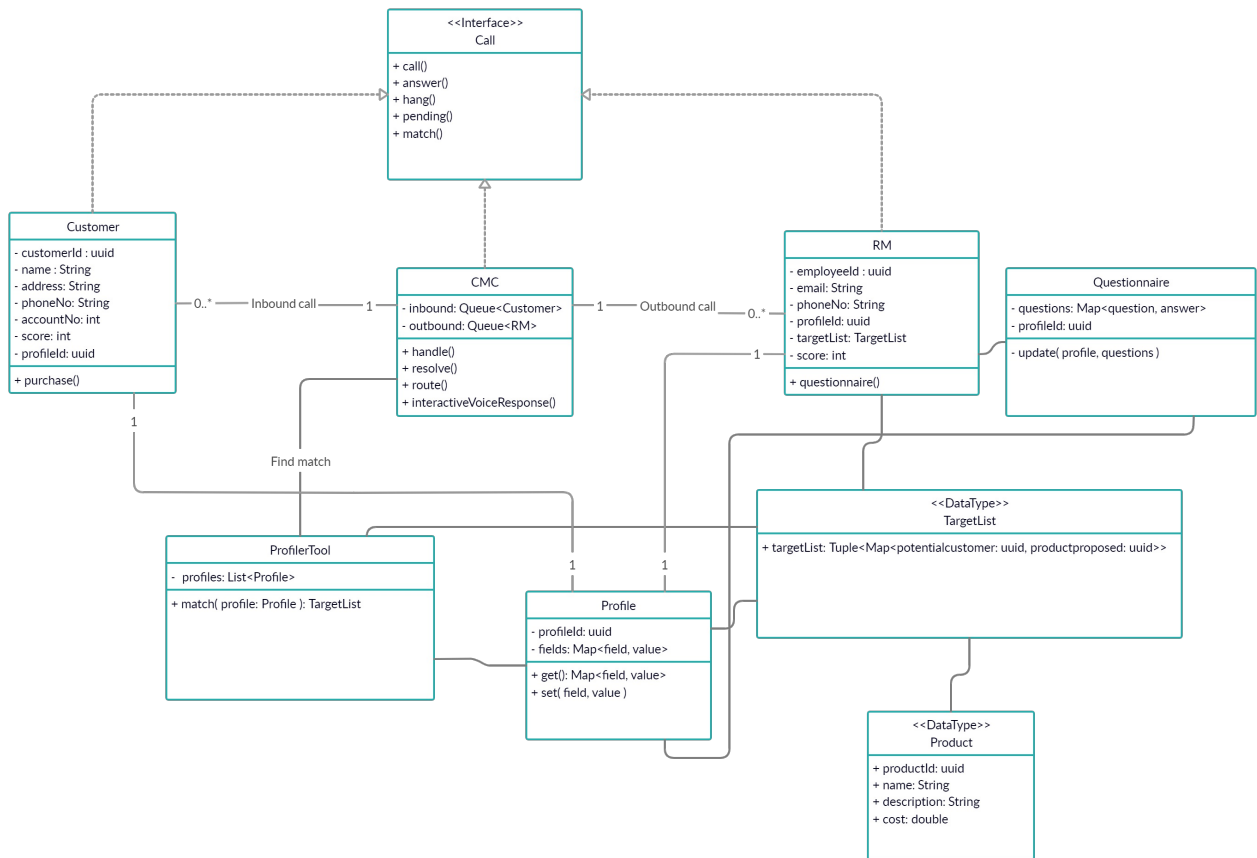 <<Interface>>
Call
+ call()
+ answer()
+ hang()
+ pending()
+ match()
Customer
- customerId : uuid
- name : String
- address: String
- phoneNo: String
- accountNo: int
- score: int
- profileId: uuid
+ purchase()
0..*
Inbound call
1
CMC
- inbound: Queue<Customer>
- outbound: Queue<RM>
+ handle()
+ resolve()
+ route()
+ interactiveVoiceResponse()
1
Outbound call
0..*
RM
- employeeId : uuid
- email: String
- phoneNo: String
- profileId: uuid
- targetList: TargetList
- score: int
+ questionnaire()
Questionnaire
- questions: Map<question, answer>
- profileId: uuid
- update( profile, questions )
1
1
Find match
<<DataType>>
TargetList
+ targetList: Tuple<Map<potentialcustomer: uuid, productproposed: uuid>>
ProfilerTool
- profiles: List<Profile>
+ match( profile: Profile ): TargetList
1
1
Profile
- profileId: uuid
- fields: Map<field, value>
+ get(): Map<field, value>
+ set( field, value )
<<DataType>>
Product
+ productId: uuid
+ name: String
+ description: String
+ cost: double